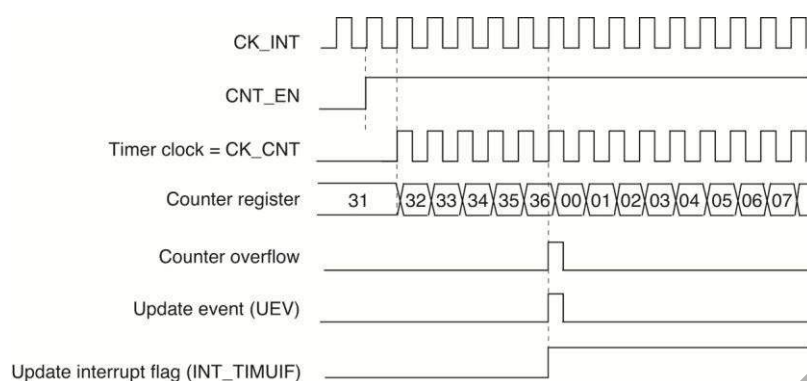 CK_INT
CNT_EN
Timer clock = CK_CNT
Counter register
31 32 33 34 35 36 00 01 02 03 04 05 06 07
Counter overflow
Update event (UEV)
Update interrupt flag (INT_TIMUIF)